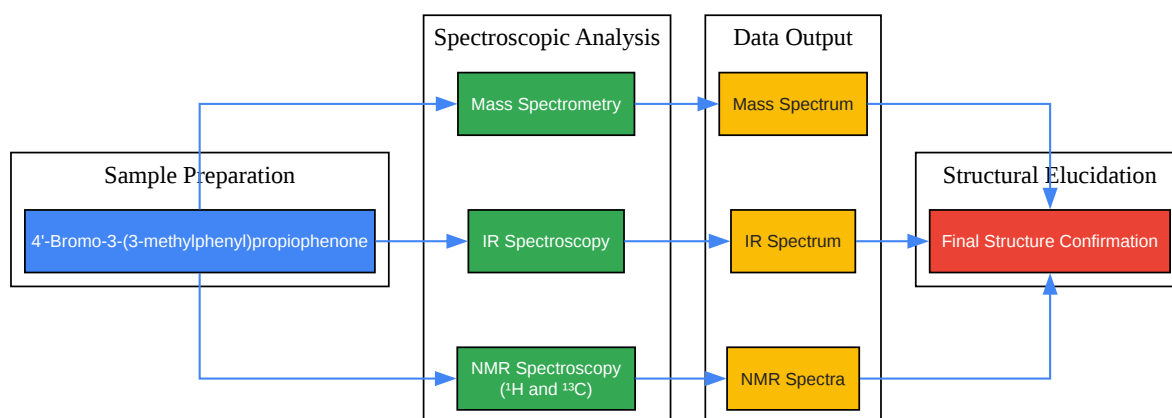 Spectroscopic Analysis
Data Output
Mass Spectrometry
Mass Spectrum
Sample Preparation
Structural Elucidation
4'-Bromo-3-(3-methylphenyl)propiophenone
IR Spectroscopy
IR Spectrum
Final Structure Confirmation
NMR Spectroscopy
(¹H and ¹³C)
NMR Spectra